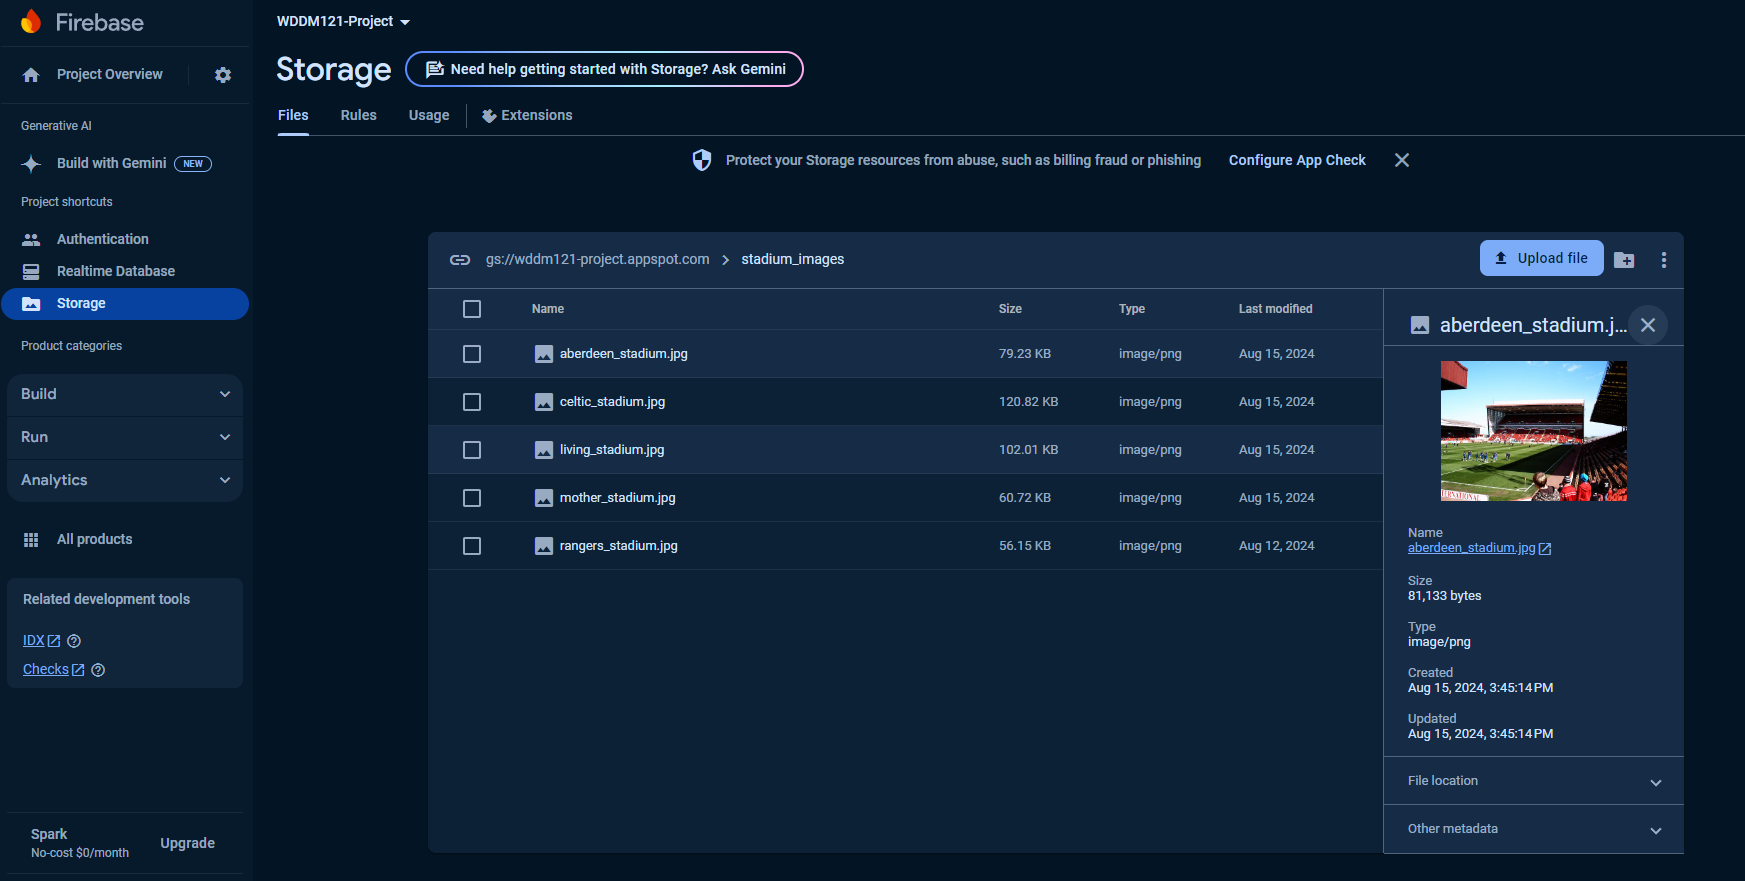 Firebase
Project Overview
Generative AI
Build with Gemini NEW
Project shortcuts
Authentication
Realtime Database
Storage
Product categories
Build
Run
Analytics
All products
Related development tools
IDX
Checks
Spark
No-cost $0/month
Upgrade
WDDM121-Project
Storage
Need help getting started with Storage? Ask Gemini
Files Rules Usage Extensions
Protect your Storage resources from abuse, such as billing fraud or phishing Configure App Check
gs://wddm121-project.appspot.com > stadium_images
Upload file
Name Size Type Last modified
aberdeen_stadium.jpg 79.23 KB image/png Aug 15, 2024
celtic_stadium.jpg 120.82 KB image/png Aug 15, 2024
living_stadium.jpg 102.01 KB image/png Aug 15, 2024
mother_stadium.jpg 60.72 KB image/png Aug 15, 2024
rangers_stadium.jpg 56.15 KB image/png Aug 12, 2024
aberdeen_stadium.j...
Name
aberdeen_stadium.jpg
Size
81,133 bytes
Type
image/png
Created
Aug 15, 2024, 3:45:14 PM
Updated
Aug 15, 2024, 3:45:14 PM
File location
Other metadata